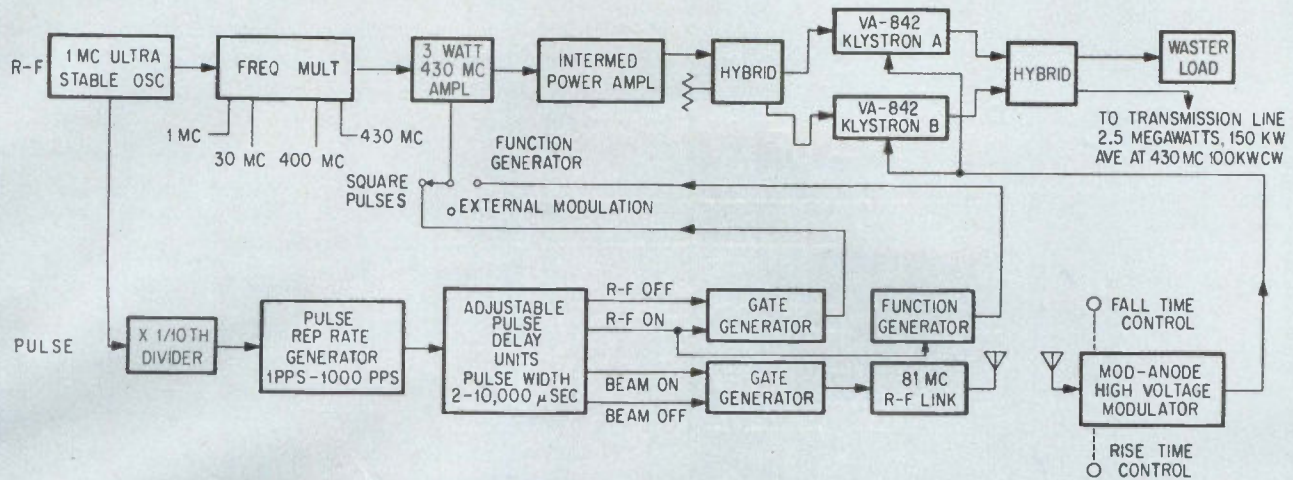 R-F
1 MC ULTRA
STABLE OSC
FREQ MULT
1 MC
30 MC
400 MC
430 MC
3 WATT
430 MC
AMPL
INTERMED
POWER AMPL
HYBRID
VA-842
KLYSTRON A
VA-842
KLYSTRON B
HYBRID
WASTER
LOAD
TO TRANSMISSION LINE
2.5 MEGAWATTS, 150 KW
AVE AT 430 MC 100KWCW
FUNCTION
GENERATOR
SQUARE
PULSES
EXTERNAL MODULATION
PULSE
X 1/10TH
DIVIDER
PULSE
REP RATE
GENERATOR
1PPS-1000 PPS
ADJUSTABLE
PULSE
DELAY
UNITS
PULSE WIDTH
2-10,000 μSEC
R-F OFF
R-F ON
BEAM ON
BEAM OFF
GATE
GENERATOR
GATE
GENERATOR
FUNCTION
GENERATOR
81 MC
R-F LINK
FALL TIME
CONTROL
MOD-ANODE
HIGH VOLTAGE
MODULATOR
RISE TIME
CONTROL